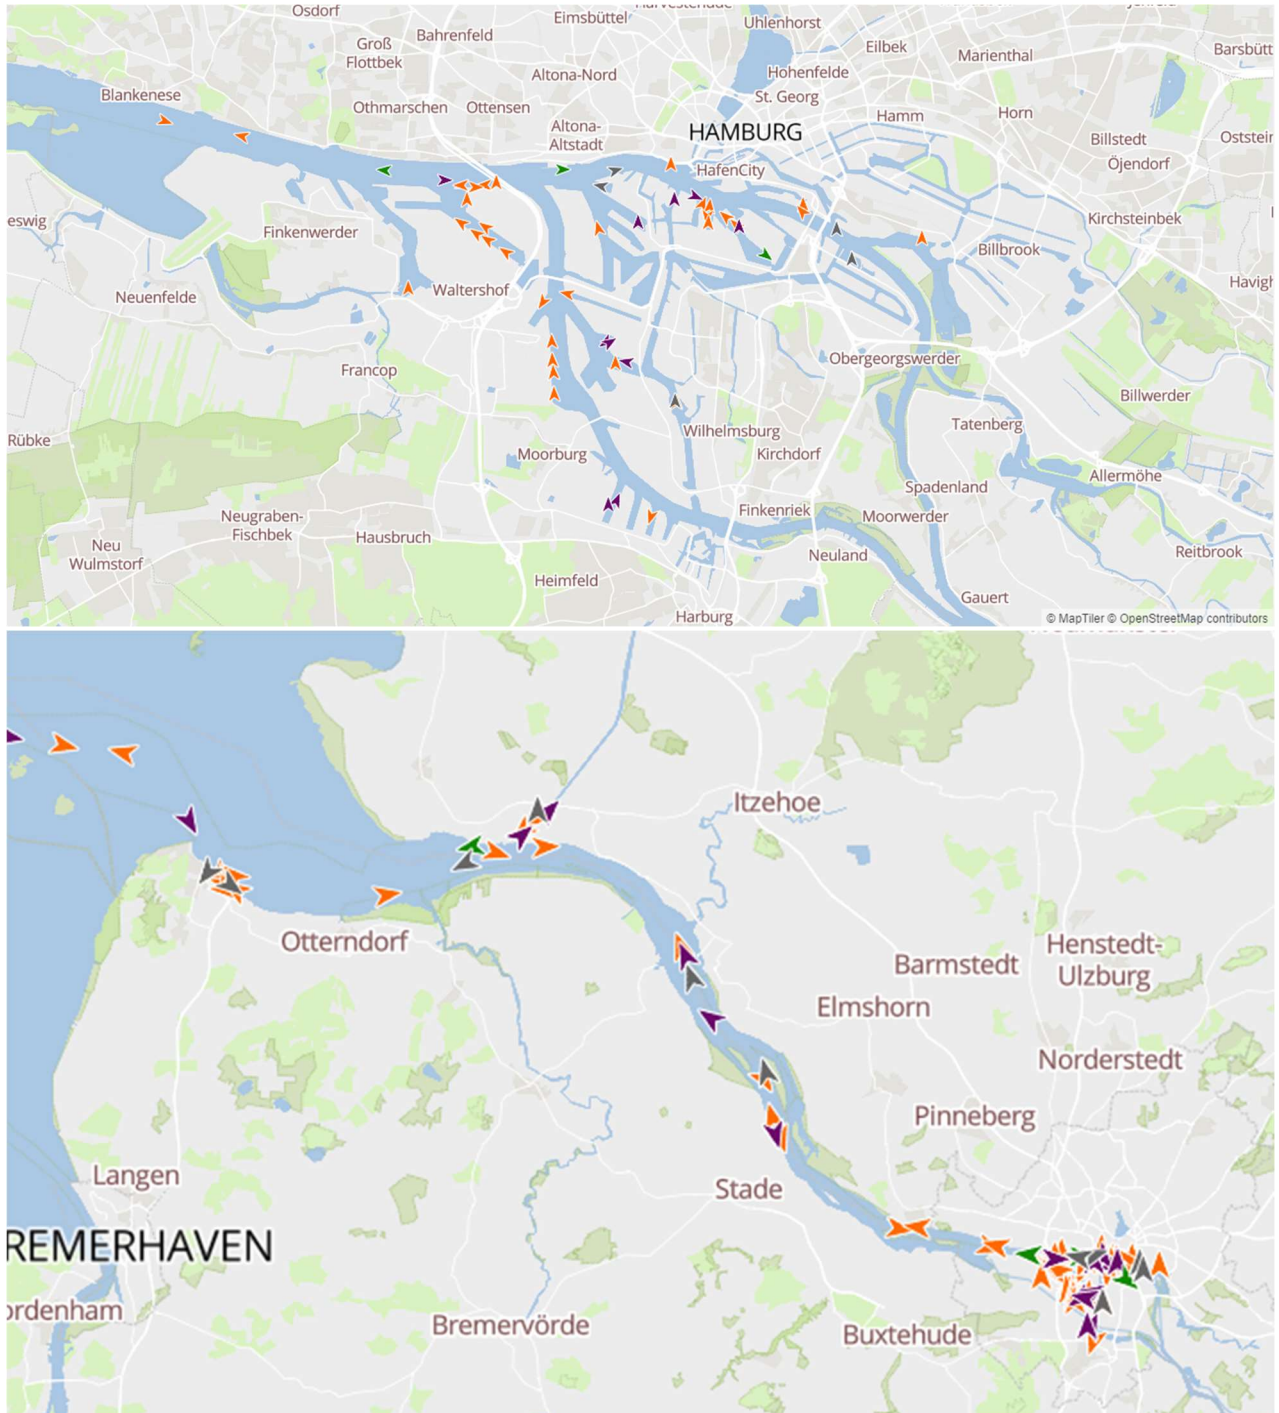 Osdorf
Harvestehude
Eimsbüttel
Uhlenhorst
Bahrenfeld
Groß
Flottbek
Eilbek
Marienthal
Barsbütt
Altona-Nord
Hohenfelde
Blankenese
St. Georg
Othmarschen
Ottensen
Horn
Hamm
Altona-
Altstadt
HAMBURG
Billstedt
Oststein
Öjendorf
HafenCity
eswig
Finkenwerder
Kirchsteinbek
Billbrook
Neuenfelde
Waltershof
Havigh
Obergeorgswerder
Francop
Billwerder
Rübke
Wilhelmsburg
Tatenberg
Moorburg
Kirchdorf
Allermöhe
Spadenland
Neugraben-
Fischbek
Finkenriek
Moorwerder
Hausbruch
Neu
Wulmstorf
Neuland
Reitbrook
Heimfeld
Gauert
Harburg
© MapTiler © OpenStreetMap contributors
Itzehoe
Otterndorf
Henstedt-
Ulzburg
Barmstedt
Elmshorn
Norderstedt
Pinneberg
Langen
Stade
REMERHAVEN
ordenham
Bremervörde
Buxtehude